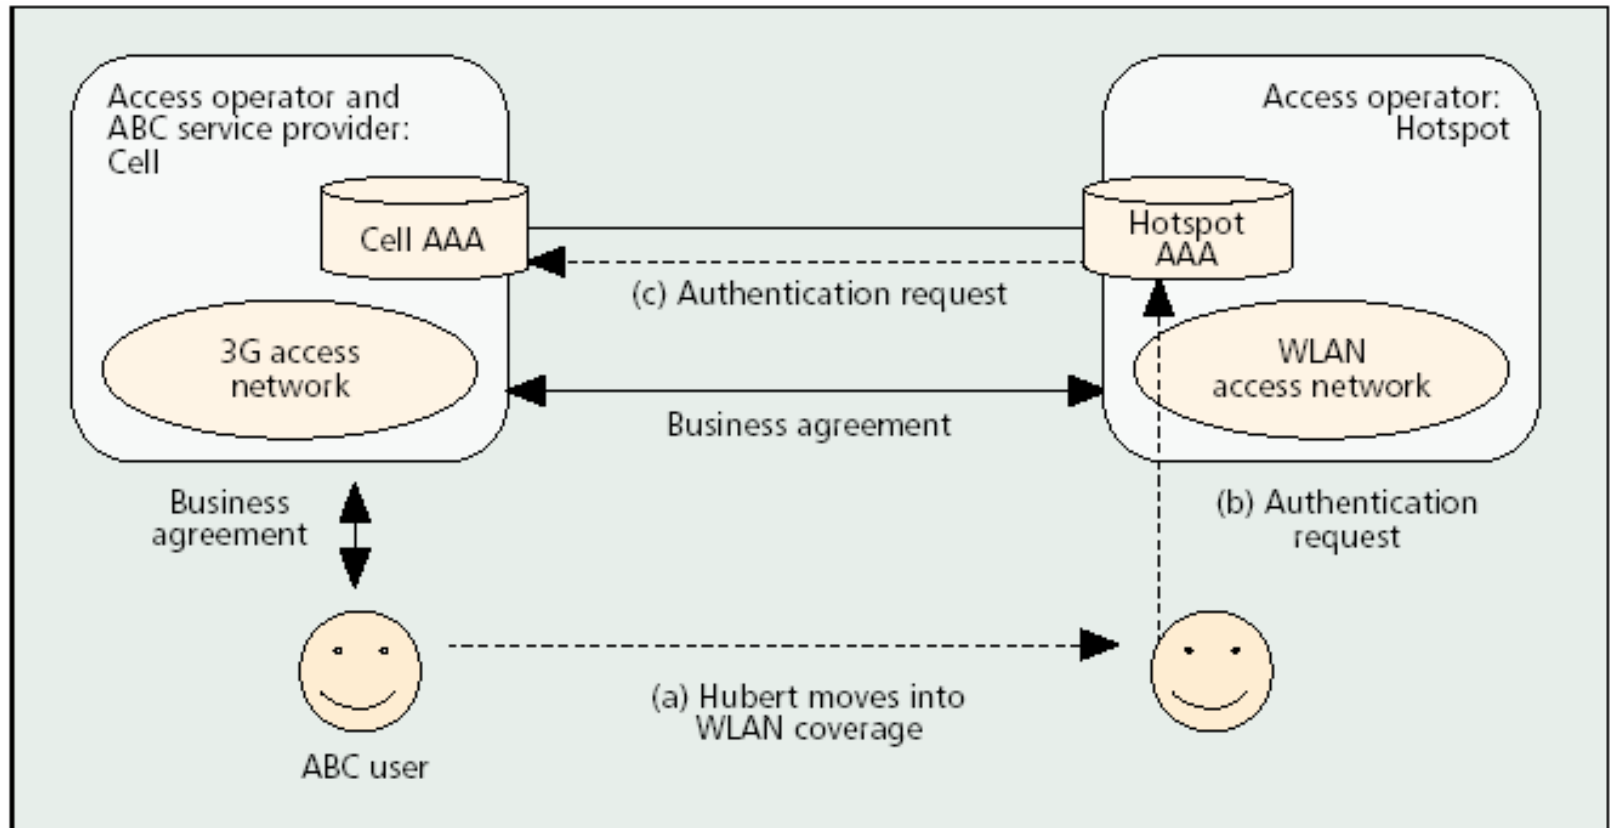 Access operator and
ABC service provider:
Cell
Access operator:
Hotspot
Cell AAA
Hotspot
AAA
(c) Authentication request
3G access
network
WLAN
access network
Business agreement
Business
agreement
(b) Authentication
request
(a) Hubert moves into
WLAN coverage
ABC user